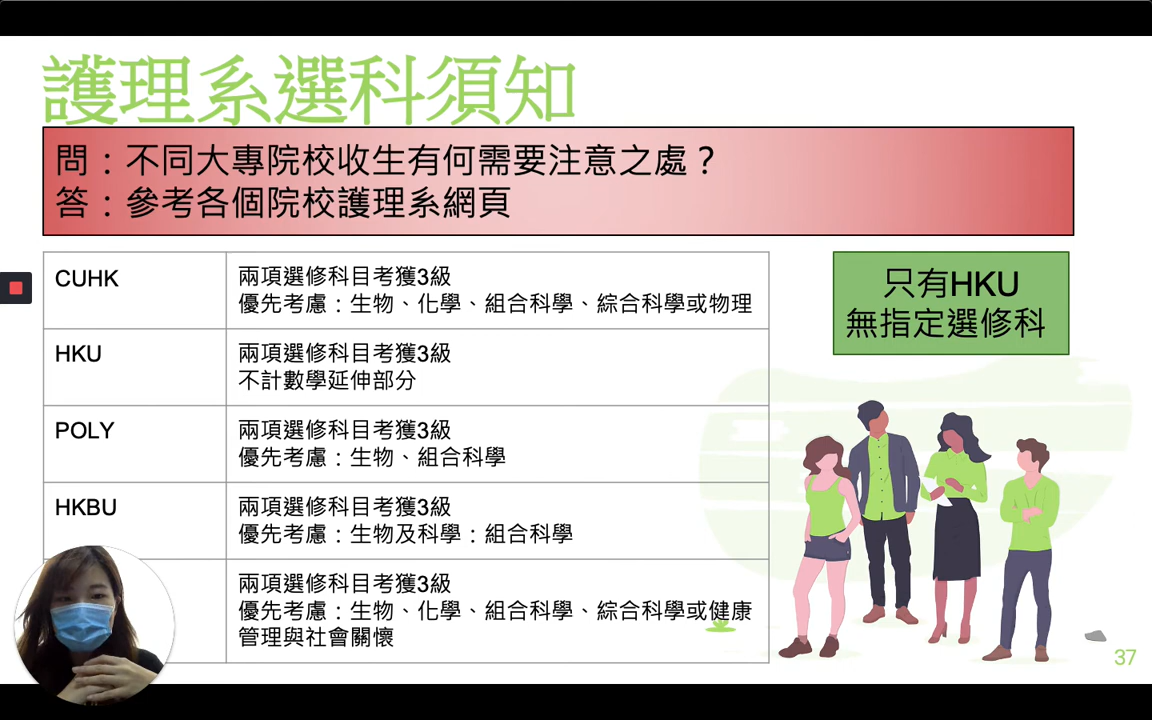 護理系選科須知
問：不同大專院校收生有何需要注意之處？
答：參考各個院校護理系網頁
CUHK
兩項選修科目考獲3級
優先考慮：生物、化學、組合科學、綜合科學或物理
HKU
兩項選修科目考獲3級
不計數學延伸部分
POLY
兩項選修科目考獲3級
優先考慮：生物、組合科學
HKBU
兩項選修科目考獲3級
優先考慮：生物及科學：組合科學
兩項選修科目考獲3級
優先考慮：生物、化學、組合科學、綜合科學或健康
管理與社會關懷
只有HKU
無指定選修科
37